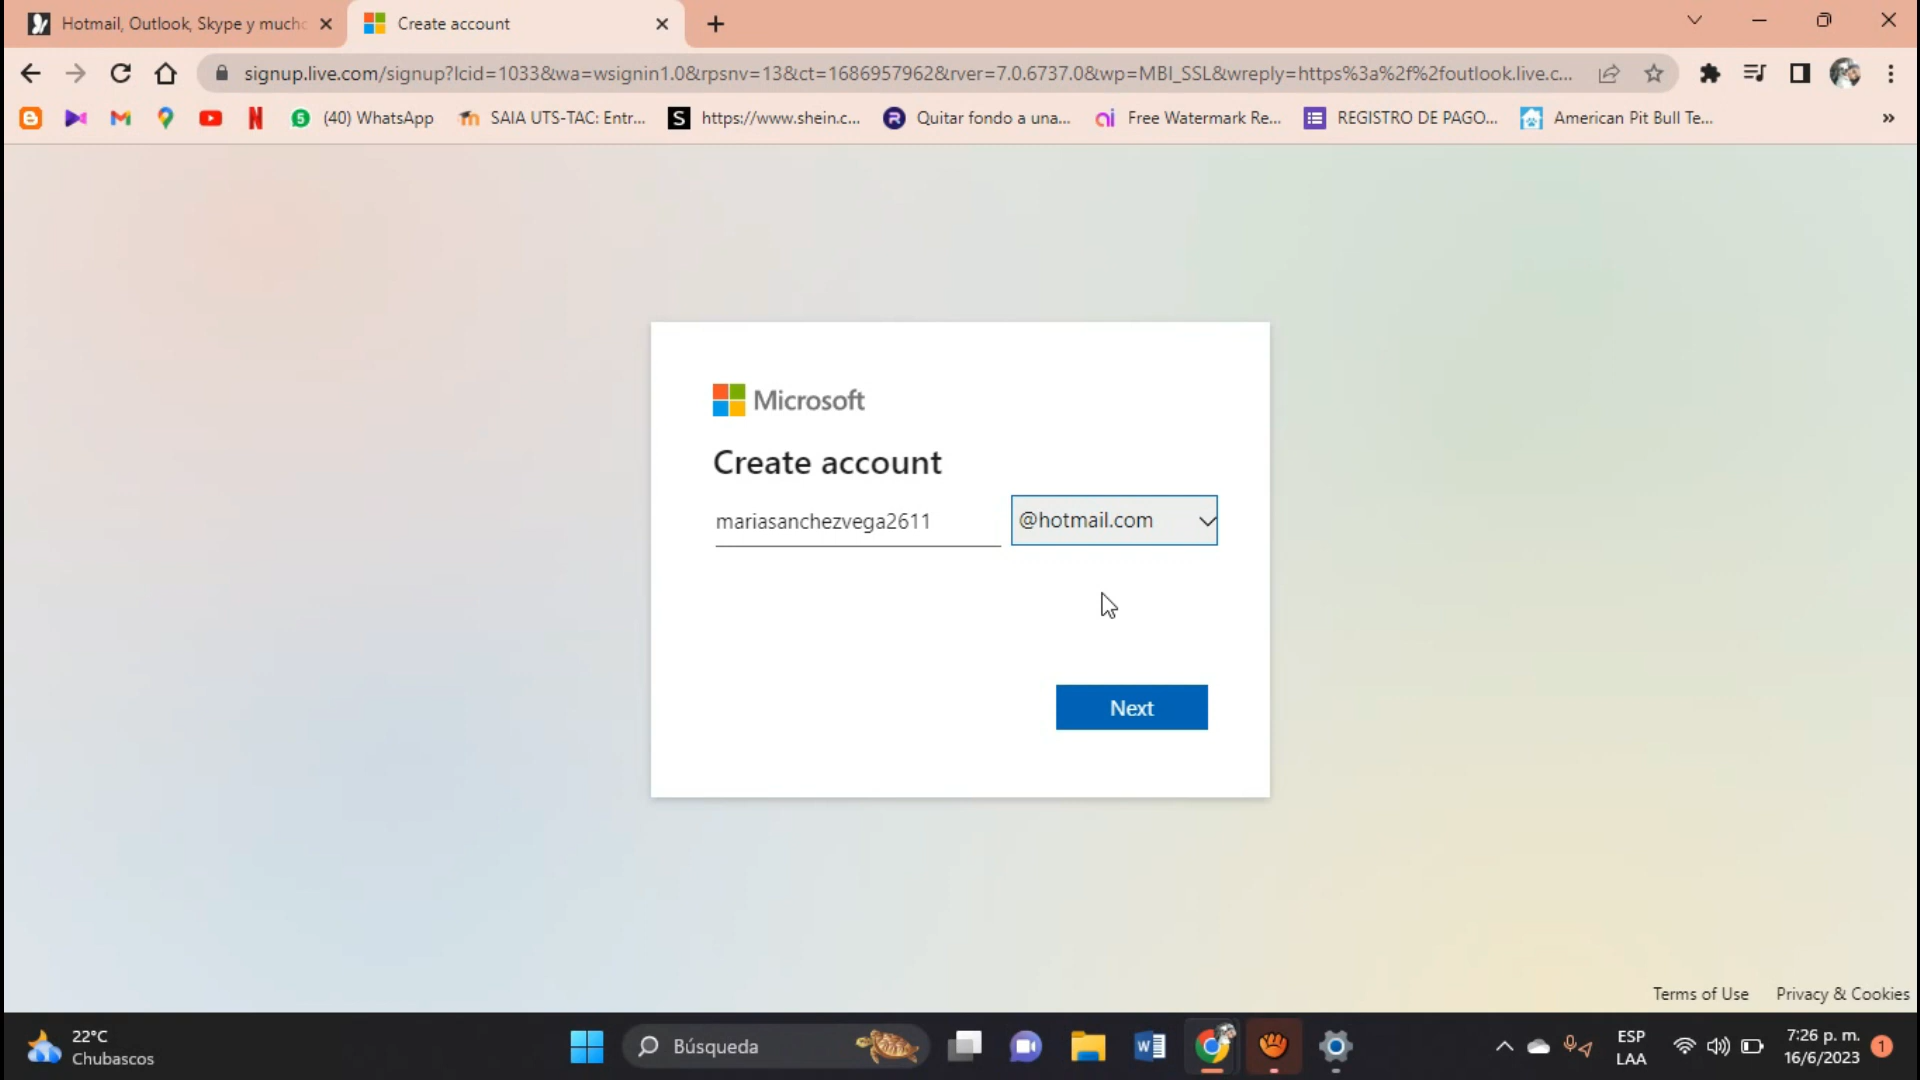 Hotmail, Outlook, Skype y mucho
Create account
signup.live.com/signup?lcid=1033&wa=wsignin1.0&rpsnv=13&ct=1686957962&rver=7.0.6737.0&wp=MBI_SSL&wreply=https%3a%2f%2foutlook.live.c...
(40) WhatsApp
SAIA UTS-TAC: Entr...
https://www.shein.c...
Quitar fondo a una...
Free Watermark Re...
REGISTRO DE PAGO...
American Pit Bull Te...
Microsoft
Create account
mariasanchezvega2611 @hotmail.com
Next
Terms of Use Privacy & Cookies
22°C
Chubascos
Búsqueda
ESP
LAA
7:26 p. m.
16/6/2023
1